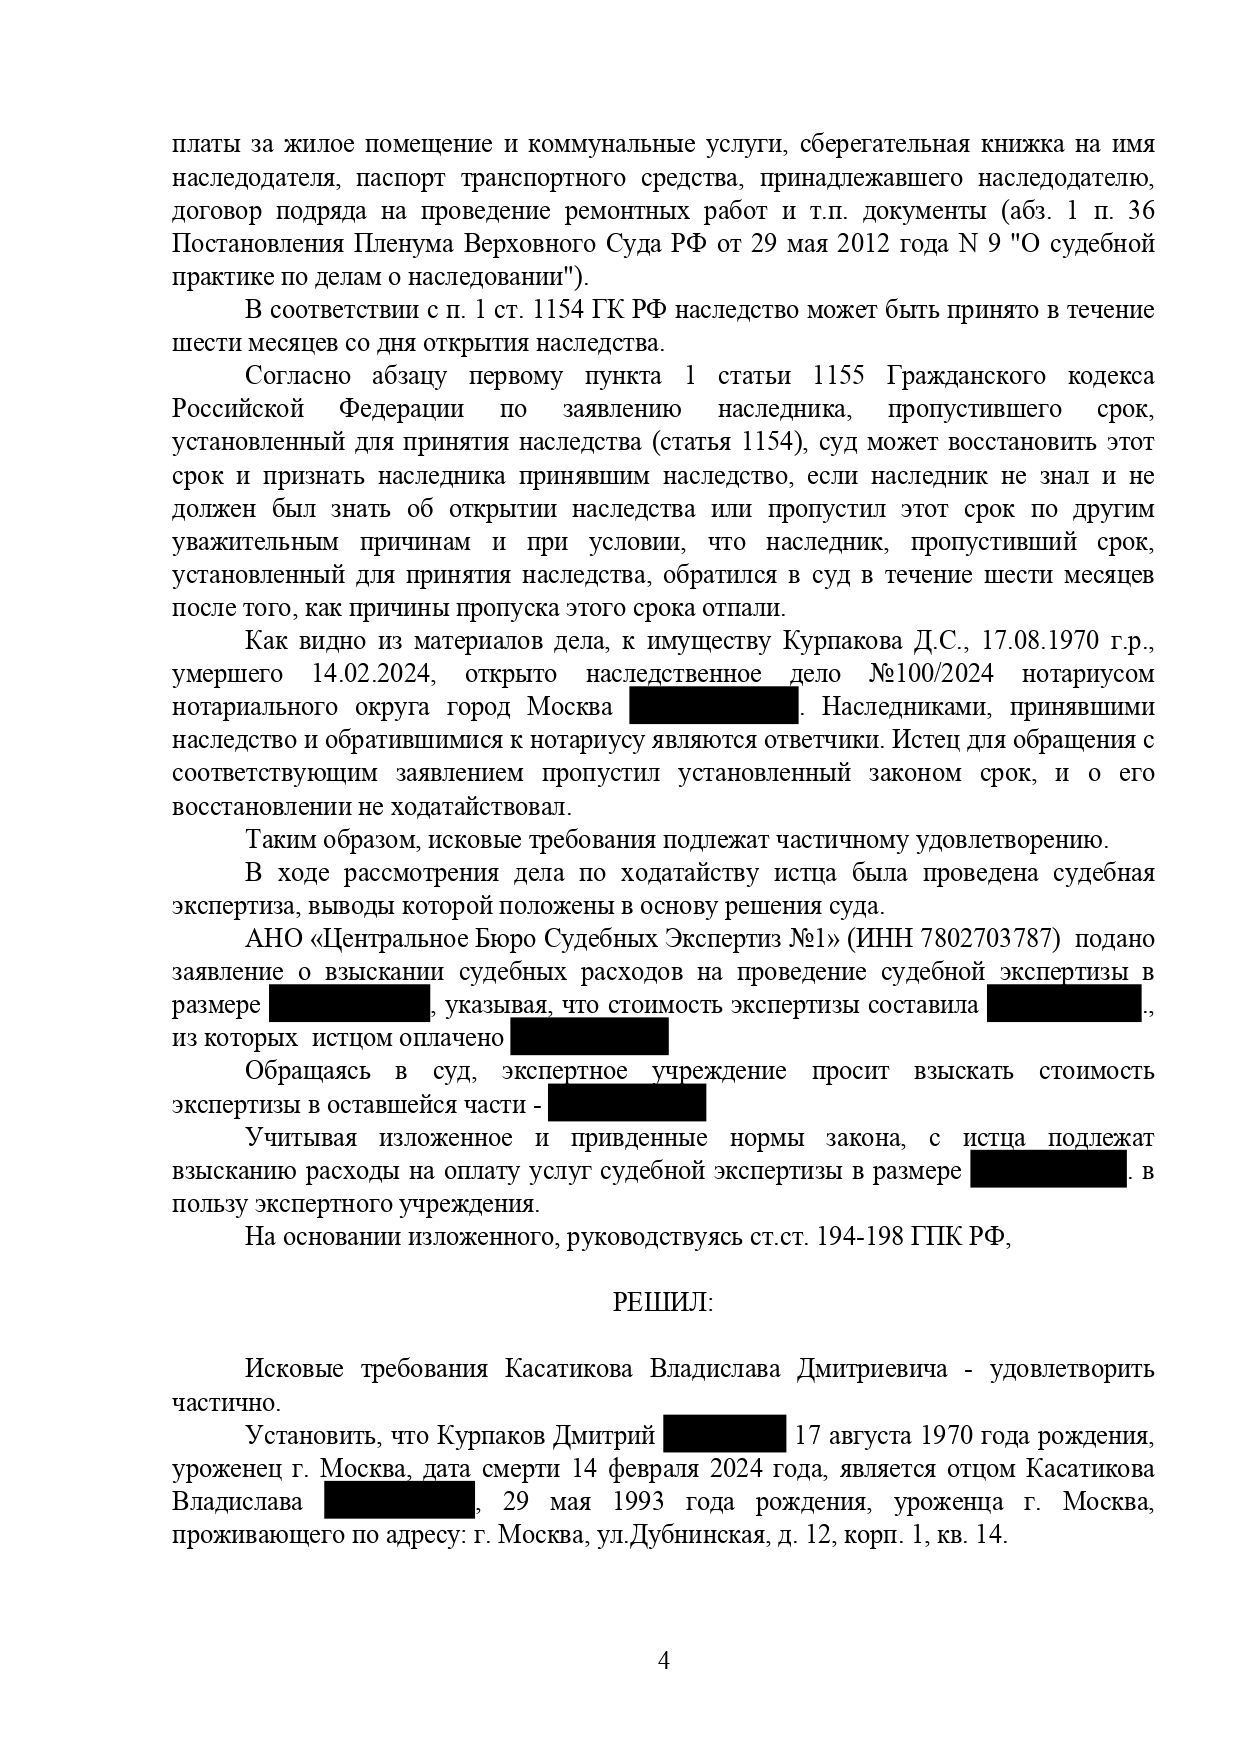 платы за жилое помещение и коммунальные услуги, сберегательная книжка на имя
наследодателя, паспорт транспортного средства, принадлежавшего наследодателю,
договор подряда на проведение ремонтных работ и т.п. документы (абз. 1 п. 36
Постановления Пленума Верховного Суда РФ от 29 мая 2012 года N 9 "О судебной
практике по делам о наследовании").
В соответствии с п. 1 ст. 1154 ГК РФ наследство может быть принято в течение
шести месяцев со дня открытия наследства.
Согласно абзацу первому пункта 1 статьи 1155 Гражданского кодекса
Российской Федерации по заявлению наследника, пропустившего срок,
установленный для принятия наследства (статья 1154), суд может восстановить этот
срок и признать наследника принявшим наследство, если наследник не знал и не
должен был знать об открытии наследства или пропустил этот срок по другим
уважительным причинам и при условии, что наследник, пропустивший срок,
установленный для принятия наследства, обратился в суд в течение шести месяцев
после того, как причины пропуска этого срока отпали.
Как видно из материалов дела, к имуществу Курпакова Д.С., 17.08.1970 г.р.,
умершего 14.02.2024, открыто наследственное дело №100/2024 нотариусом
нотариального округа город Москва . Наследниками, принявшими
наследство и обратившимися к нотариусу являются ответчики. Истец для обращения с
соответствующим заявлением пропустил установленный законом срок, и о его
восстановлении не ходатайствовал.
Таким образом, исковые требования подлежат частичному удовлетворению.
В ходе рассмотрения дела по ходатайству истца была проведена судебная
экспертиза, выводы которой положены в основу решения суда.
АНО «Центральное Бюро Судебных Экспертиз №1» (ИНН 7802703787) подано
заявление о взыскании судебных расходов на проведение судебной экспертизы в
размере , указывая, что стоимость экспертизы составила .,
из которых истцом оплачено
Обращаясь в суд, экспертное учреждение просит взыскать стоимость
экспертизы в оставшейся части -
Учитывая изложенное и привденные нормы закона, с истца подлежат
взысканию расходы на оплату услуг судебной экспертизы в размере . в
пользу экспертного учреждения.
На основании изложенного, руководствуясь ст.ст. 194-198 ГПК РФ,
РЕШИЛ:
Исковые требования Касатикова Владислава Дмитриевича - удовлетворить
частично.
Установить, что Курпаков Дмитрий 17 августа 1970 года рождения,
уроженец г. Москва, дата смерти 14 февраля 2024 года, является отцом Касатикова
Владислава , 29 мая 1993 года рождения, уроженца г. Москва,
проживающего по адресу: г. Москва, ул.Дубнинская, д. 12, корп. 1, кв. 14.
4